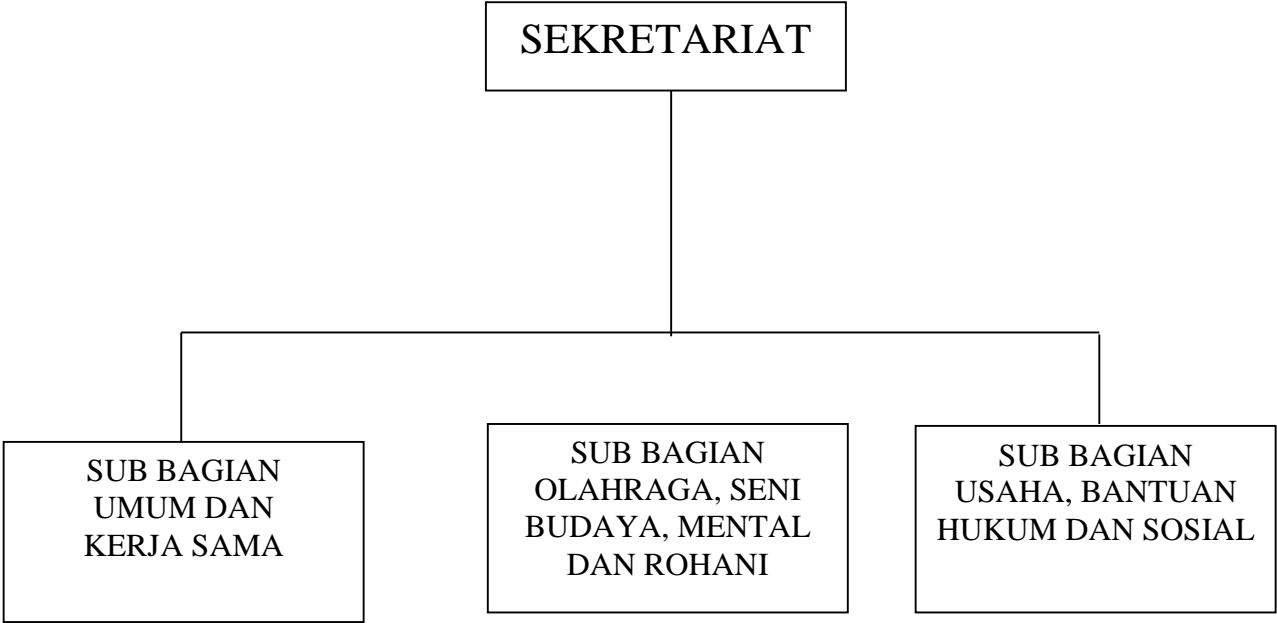 SEKRETARIAT
SUB BAGIAN
UMUM DAN
KERJA SAMA
SUB BAGIAN
OLAHRAGA, SENI
BUDAYA, MENTAL
DAN ROHANI
SUB BAGIAN
USAHA, BANTUAN
HUKUM DAN SOSIAL